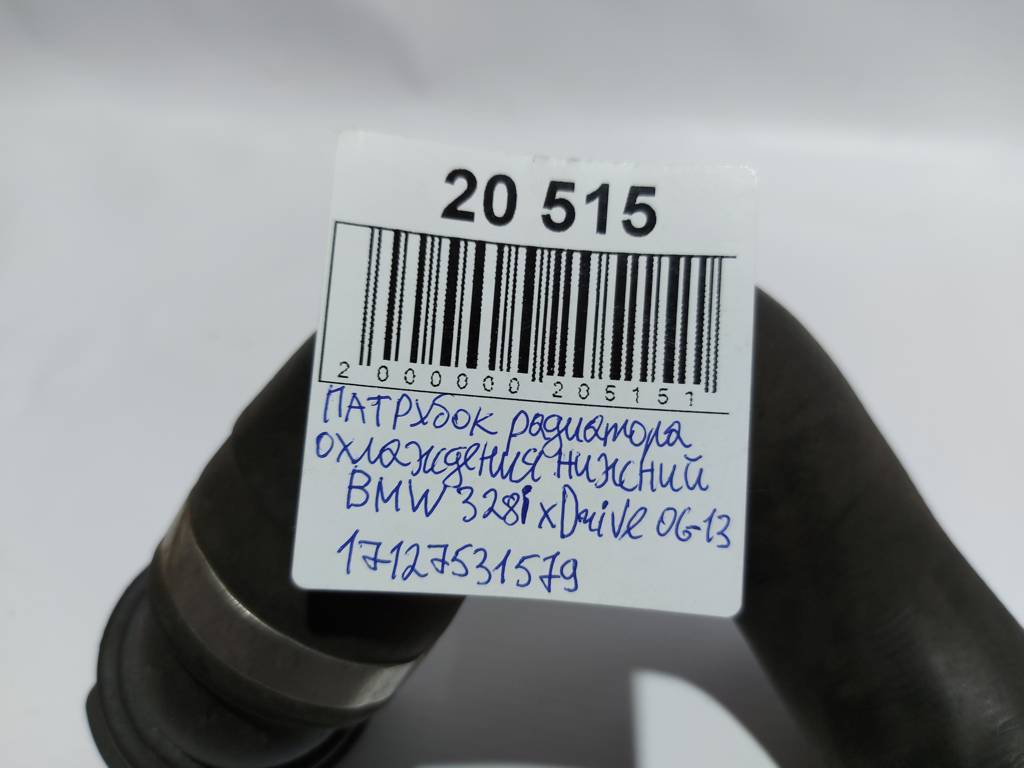 20 515
2 000000 205151
ПАТРУБОК радиатора
охлаждения нижний
BMW 328i xDrive 06-13
17127531579